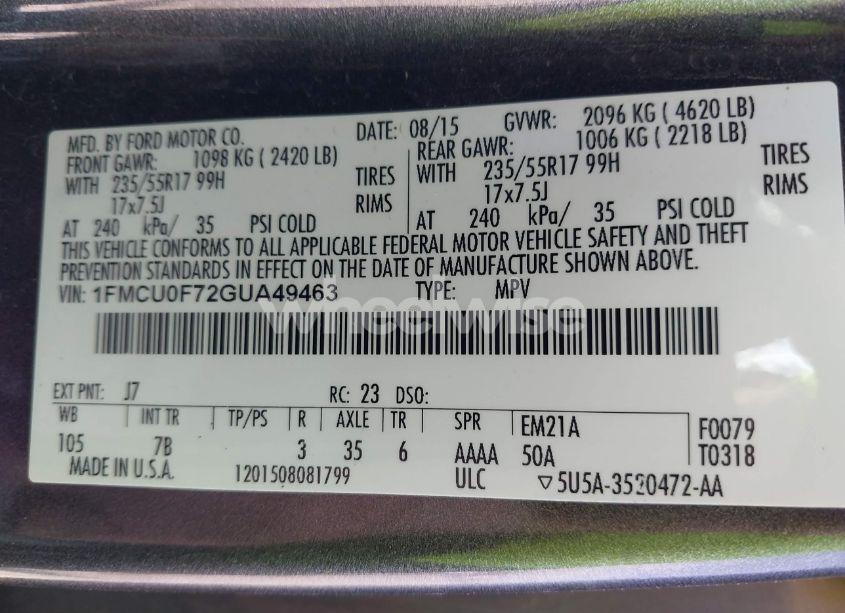 MFD. BY FORD MOTOR CO. DATE: 08/15 GVWR: 2096 KG ( 4620 LB)
FRONT GAWR: 1098 KG ( 2420 LB) REAR GAWR: 1006 KG ( 2218 LB)
WITH 235/55R17 99H TIRES WITH 235/55R17 99H TIRES
17x7.5J RIMS 17x7.5J RIMS
AT 240 kPa/ 35 PSI COLD AT 240 kPa/ 35 PSI COLD
THIS VEHICLE CONFORMS TO ALL APPLICABLE FEDERAL MOTOR VEHICLE SAFETY AND THEFT
PREVENTION STANDARDS IN EFFECT ON THE DATE OF MANUFACTURE SHOWN ABOVE.
VIN: 1FMCU0F72GUA49463 TYPE: MPV
wheelwise
EXT PNT: J7 RC: 23 DSO:
WB INT TR TP/PS R AXLE TR SPR EM21A F0079
105 7B 3 35 6 AAAA 50A T0318
MADE IN U.S.A. 1201508081799 ULC ▽5U5A-3520472-AA